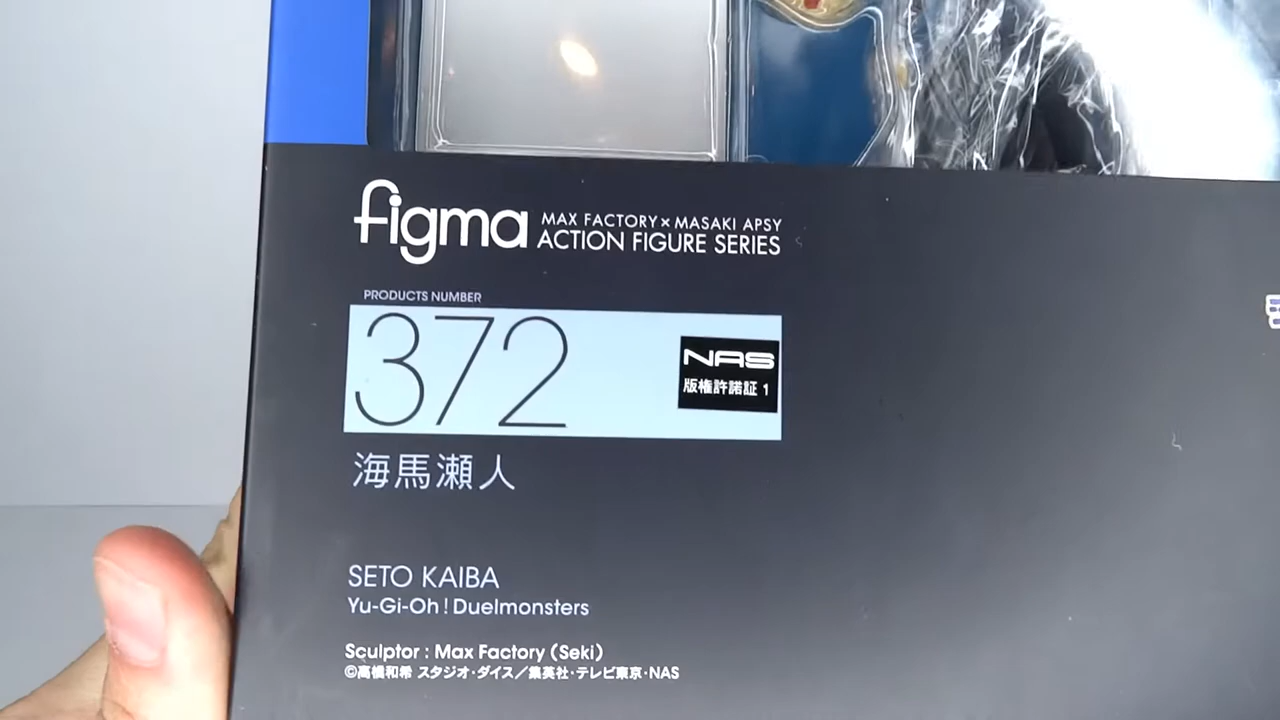 figma
MAX FACTORY×MASAKI APSY
ACTION FIGURE SERIES
PRODUCTS NUMBER
372
NAS
版権許諾証 1
海馬瀬人
SETO KAIBA
Yu-Gi-Oh! Duelmonsters
Sculptor : Max Factory (Seki)
©高橋和希 スタジオ・ダイス／集英社・テレビ東京・NAS